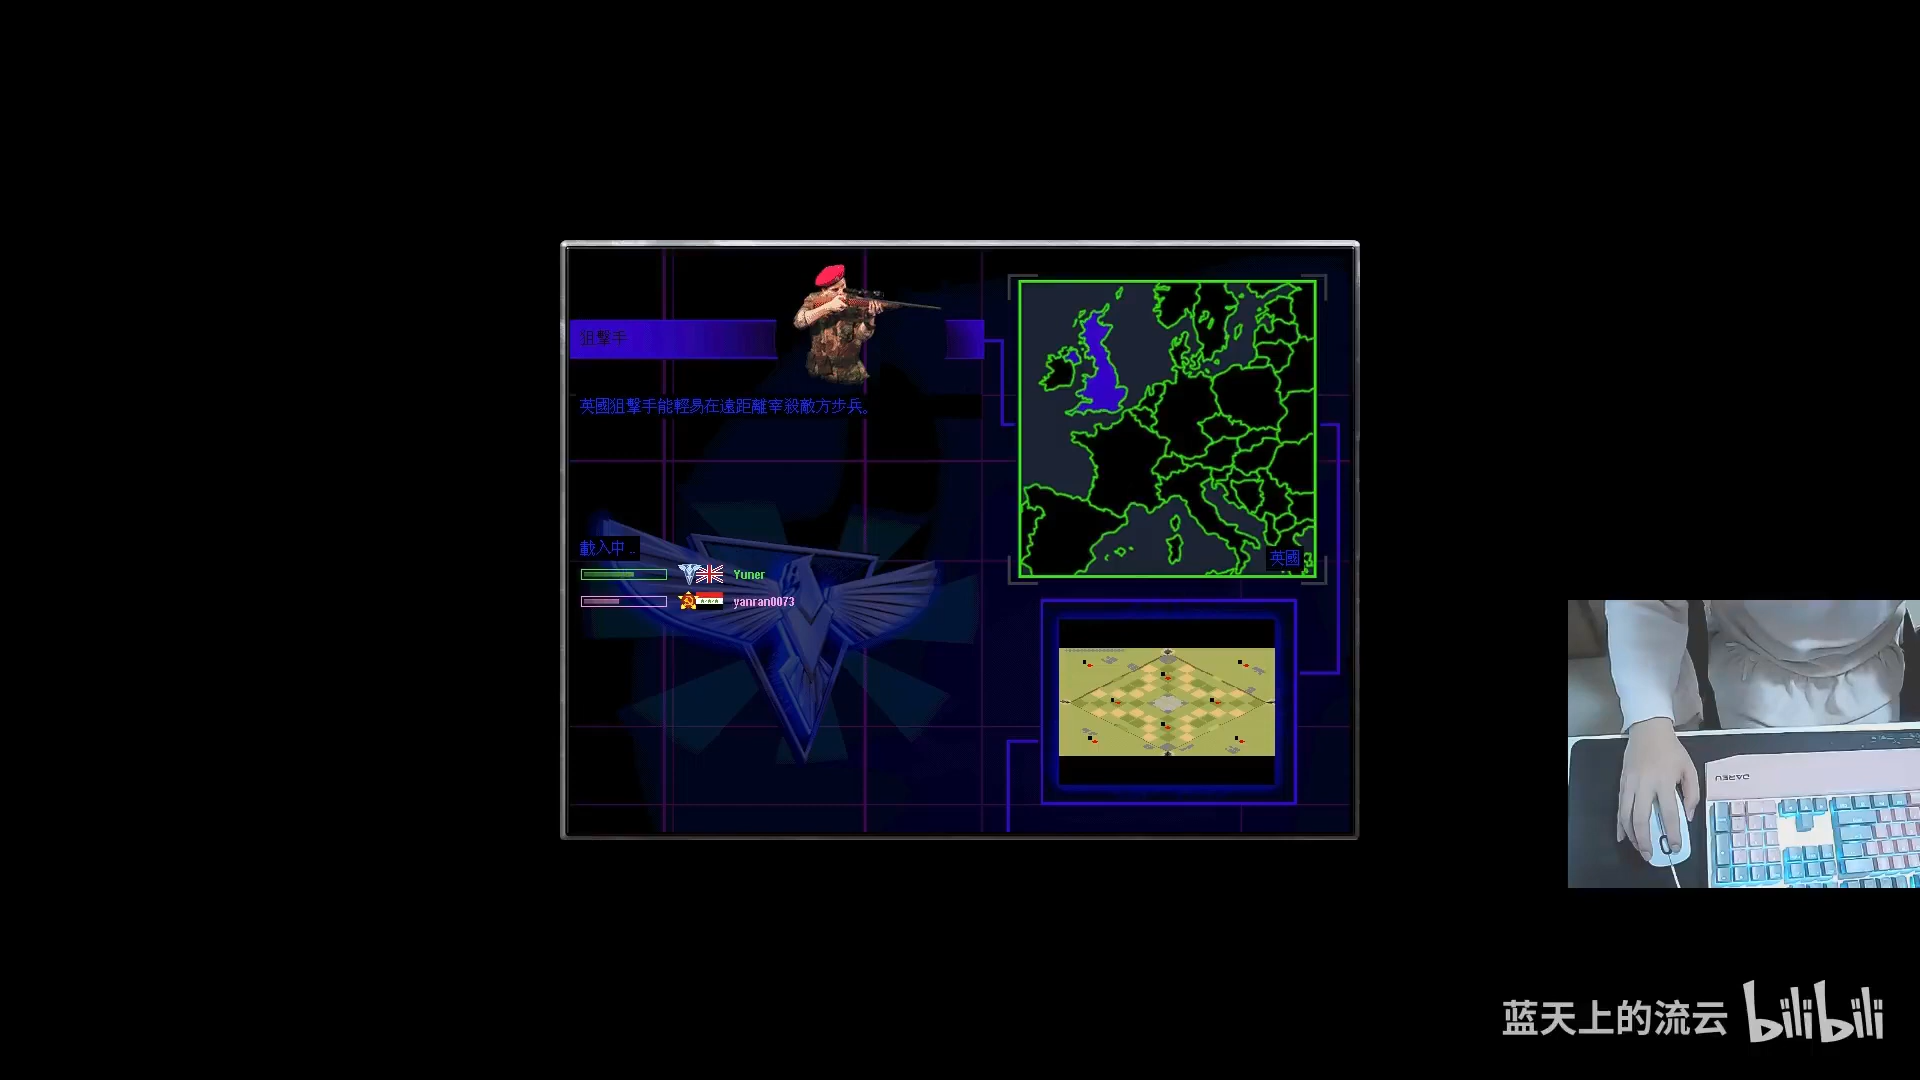 狙擊手
英國狙擊手能輕易在遠距離宰殺敵方步兵。
英國
載入中..
Yuner
yanran0073
DAREU
蓝天上的流云 bilibili